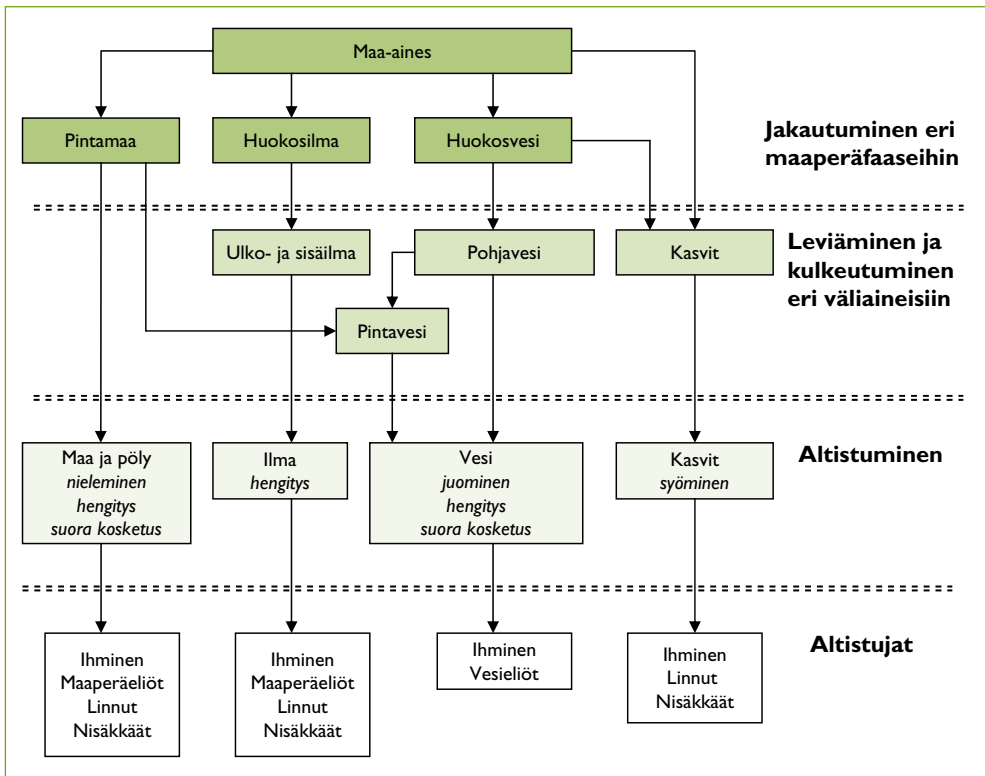 Maa-aines
Pintamaa
Huokosilma
Huokosvesi
Jakautuminen eri
maaperäfaaseihin
Ulko- ja sisäilma
Pohjavesi
Kasvit
Leviäminen ja
kulkeutuminen
eri väliaineisiin
Pintavesi
Maa ja pöly
nieleminen
hengitys
suora kosketus
Ilma
hengitys
Vesi
juominen
hengitys
suora kosketus
Kasvit
syöminen
Altistuminen
Ihminen
Maaperäeliöt
Linnut
Nisäkkäät
Ihminen
Maaperäeliöt
Linnut
Nisäkkäät
Ihminen
Vesieliöt
Ihminen
Linnut
Nisäkkäät
Altistujat